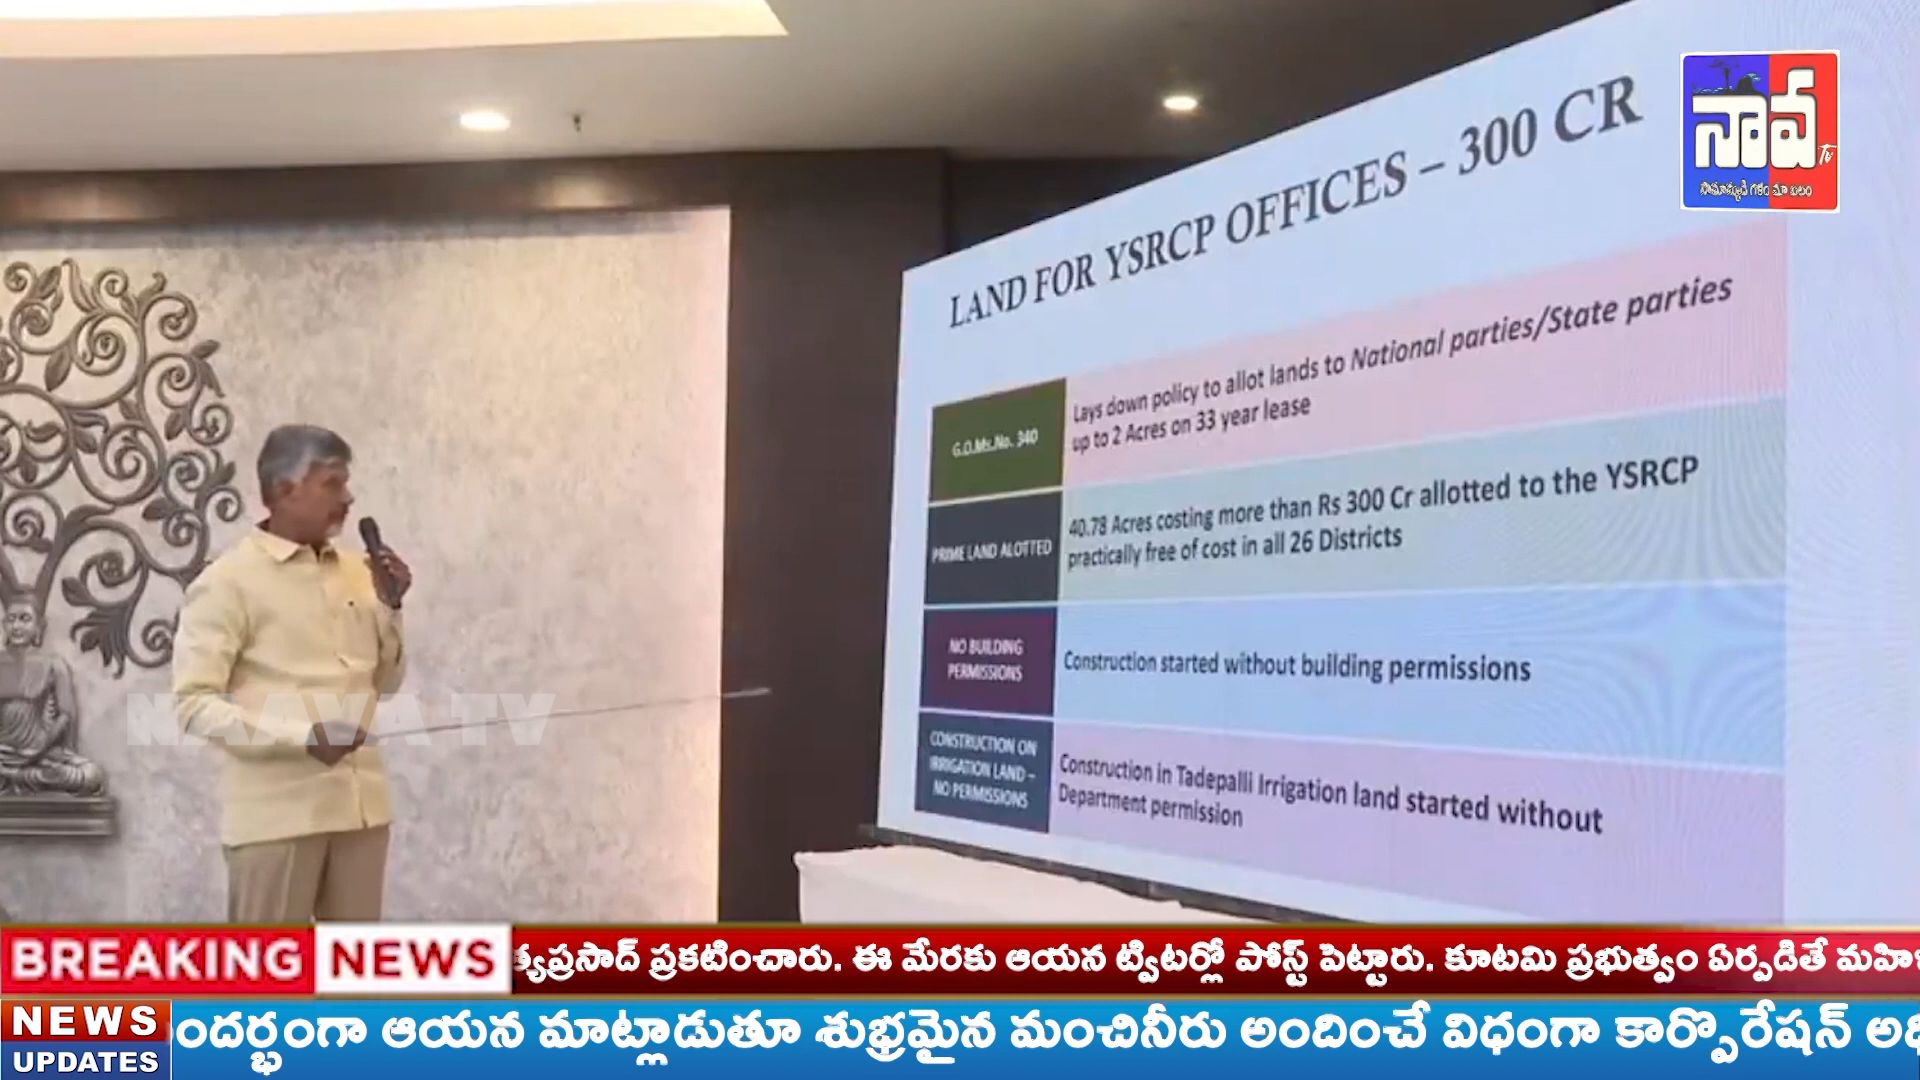 నావ
TV
సామాన్యుడి గళం మా బలం
LAND FOR YSRCP OFFICES – 300 CR
G.O.Ms.No. 340
Lays down policy to allot lands to National parties/State parties
up to 2 Acres on 33 year lease
PRIME LAND ALOTTED
40.78 Acres costing more than Rs 300 Cr allotted to the YSRCP
practically free of cost in all 26 Districts
NO BUILDING
PERMISSIONS
Construction started without building permissions
CONSTRUCTION ON
IRRIGATION LAND –
NO PERMISSIONS
Construction in Tadepalli Irrigation land started without
Department permission
NAAVA TV
BREAKING NEWS
ప్రకటించారు. ఈ మేరకు ఆయన ట్విటర్లో పోస్ట్ పెట్టారు. కూటమి ప్రభుత్వం ఏర్పడితే
NEWS
UPDATES
ఆయన మాట్లాడుతూ శుభ్రమైన మంచినీరు అందించే విధంగా కార్పొరేషన్